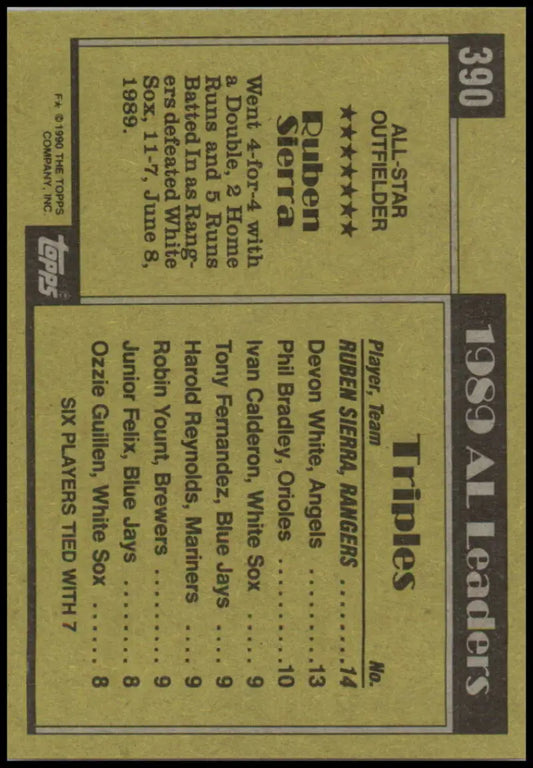 390
1989 AL Leaders
ALL-STAR
OUTFIELDER
★★★★★★★
Ruben
Sierra
Went 4-for-4 with
a Double, 2 Home
Runs and 5 Runs
Batted In as Rang-
ers defeated White
Sox, 11-7, June 8,
1989.
F★ ©1990 THE TOPPS
COMPANY, INC.
topps
Triples
Player, Team No.
RUBEN SIERRA, RANGERS ........14
Devon White, Angels .........13
Phil Bradley, Orioles .........10
Ivan Calderon, White Sox ..... 9
Tony Fernandez, Blue Jays .... 9
Harold Reynolds, Mariners .... 9
Robin Yount, Brewers ........ 9
Junior Felix, Blue Jays ........ 8
Ozzie Guillen, White Sox ...... 8
SIX PLAYERS TIED WITH 7